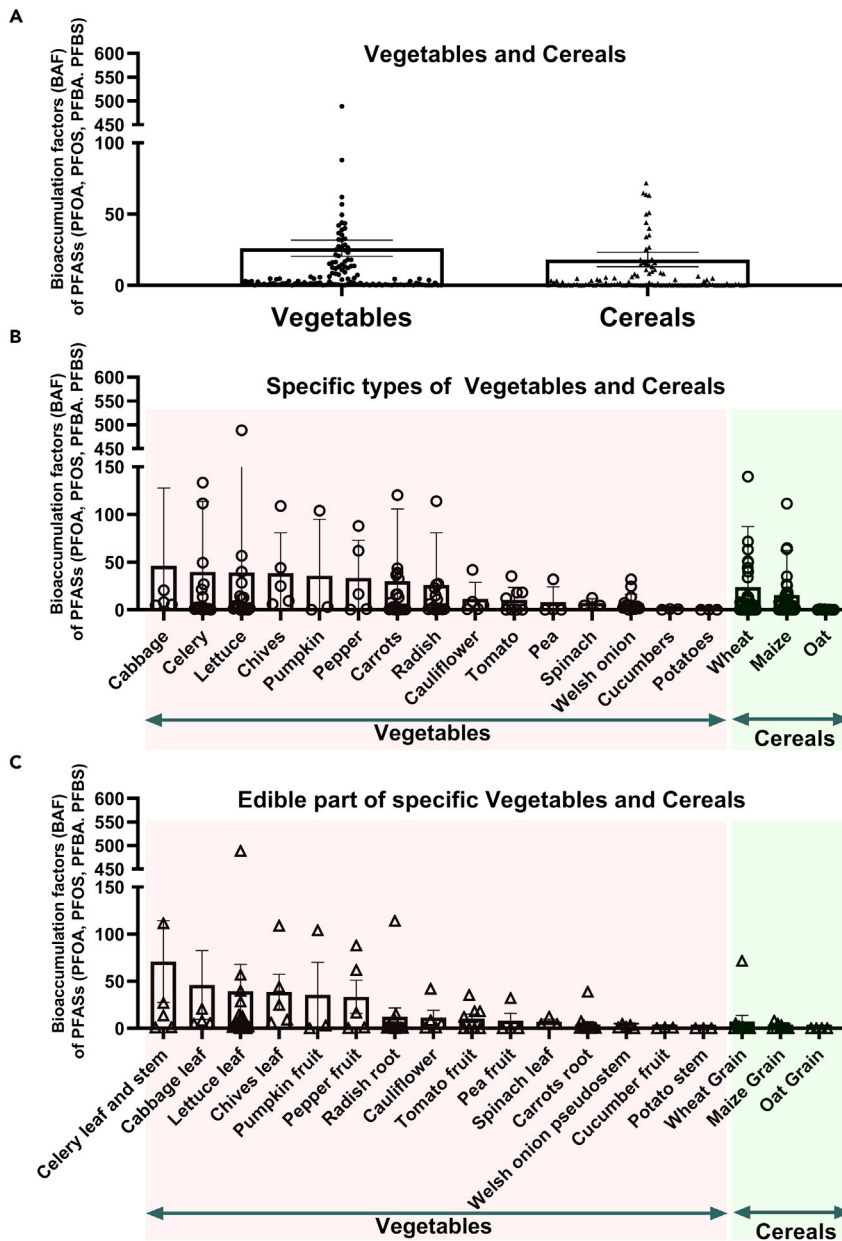 A
Bioaccumulation factors (BAF)
of PFASs (PFOA, PFOS, PFBA. PFBS)
Vegetables and Cereals
600
550
500
450
100
50
0
Vegetables
Cereals
B
Bioaccumulation factors (BAF)
of PFASs (PFOA, PFOS, PFBA. PFBS)
Specific types of Vegetables and Cereals
600
550
500
450
150
100
50
0
Cabbage
Celery
Lettuce
Chives
Pumpkin
Pepper
Carrots
Radish
Cauliflower
Tomato
Pea
Spinach
Welsh onion
Cucumbers
Potatoes
Wheat
Maize
Oat
Vegetables
Cereals
C
Bioaccumulation factors (BAF)
of PFASs (PFOA, PFOS, PFBA. PFBS)
Edible part of specific Vegetables and Cereals
600
550
500
450
150
100
50
0
Celery leaf and stem
Cabbage leaf
Lettuce leaf
Chives leaf
Pumpkin fruit
Pepper fruit
Radish root
Cauliflower
Tomato fruit
Pea fruit
Spinach leaf
Carrots root
Welsh onion pseudostem
Cucumber fruit
Potato stem
Wheat Grain
Maize Grain
Oat Grain
Vegetables
Cereals